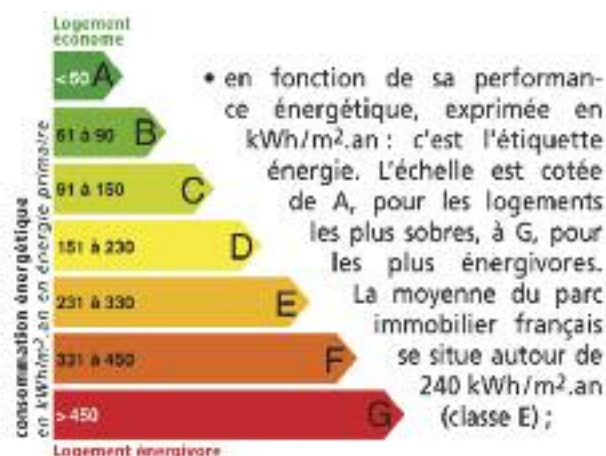 Logement
économe
< 50 A
61 à 90 B
91 à 150 C
151 à 230 D
231 à 330 E
331 à 450 F
> 450 G
Logement énergivore
consommation énergétique
en kWh/m².an en énergie primaire
• en fonction de sa performan-
ce énergétique, exprimée en
kWh/m².an : c'est l'étiquette
énergie. L'échelle est cotée
de A, pour les logements
les plus sobres, à G, pour
les plus énergivores.
La moyenne du parc
immobilier français
se situe autour de
240 kWh/m².an
(classe E) ;